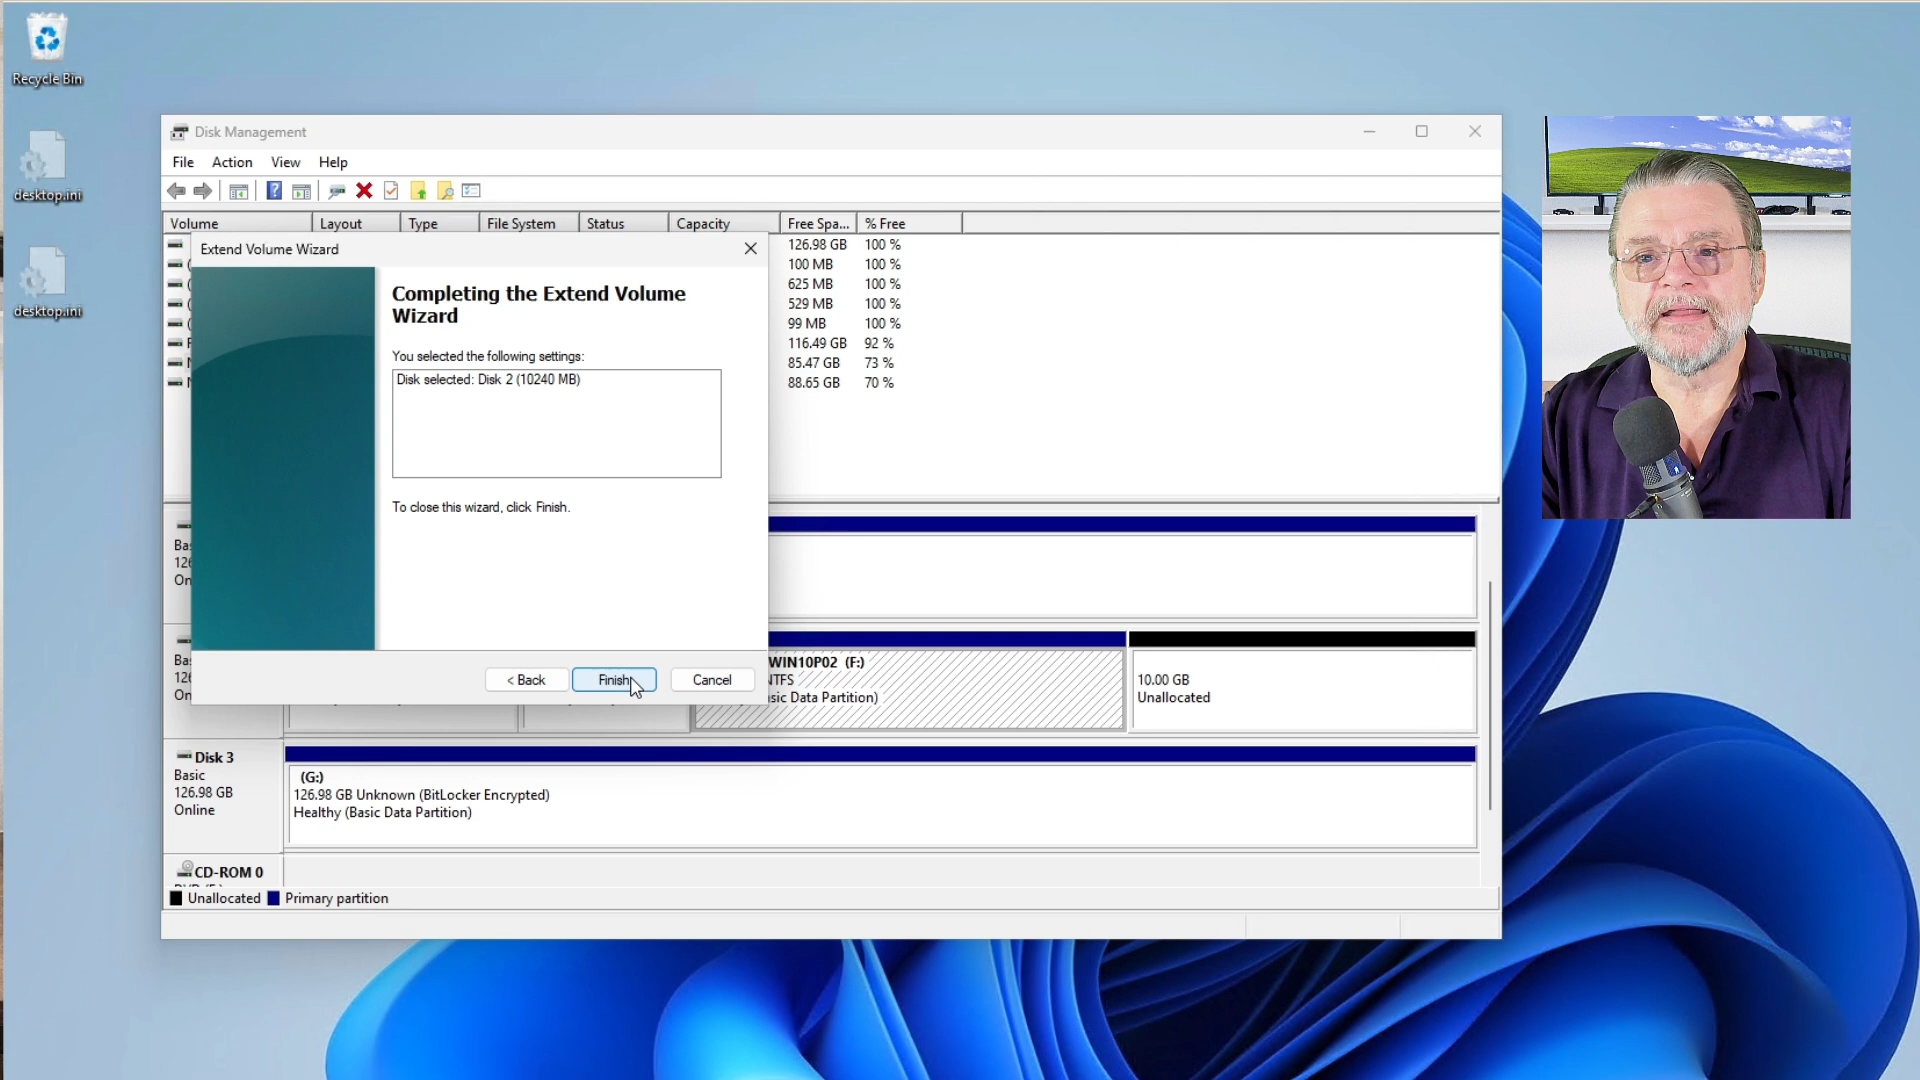 Recycle Bin
desktop.ini
desktop.ini
Disk Management
File Action View Help
Volume Layout Type File System Status Capacity Free Spa... % Free
126.98 GB 100 %
100 MB 100 %
625 MB 100 %
529 MB 100 %
99 MB 100 %
116.49 GB 92 %
85.47 GB 73 %
88.65 GB 70 %
Extend Volume Wizard
Completing the Extend Volume
Wizard
You selected the following settings:
Disk selected: Disk 2 (10240 MB)
To close this wizard, click Finish.
< Back Finish Cancel
WIN10P02 (F:)
NTFS
sic Data Partition)
10.00 GB
Unallocated
Disk 3
Basic
126.98 GB
Online
(G:)
126.98 GB Unknown (BitLocker Encrypted)
Healthy (Basic Data Partition)
CD-ROM 0
Unallocated Primary partition